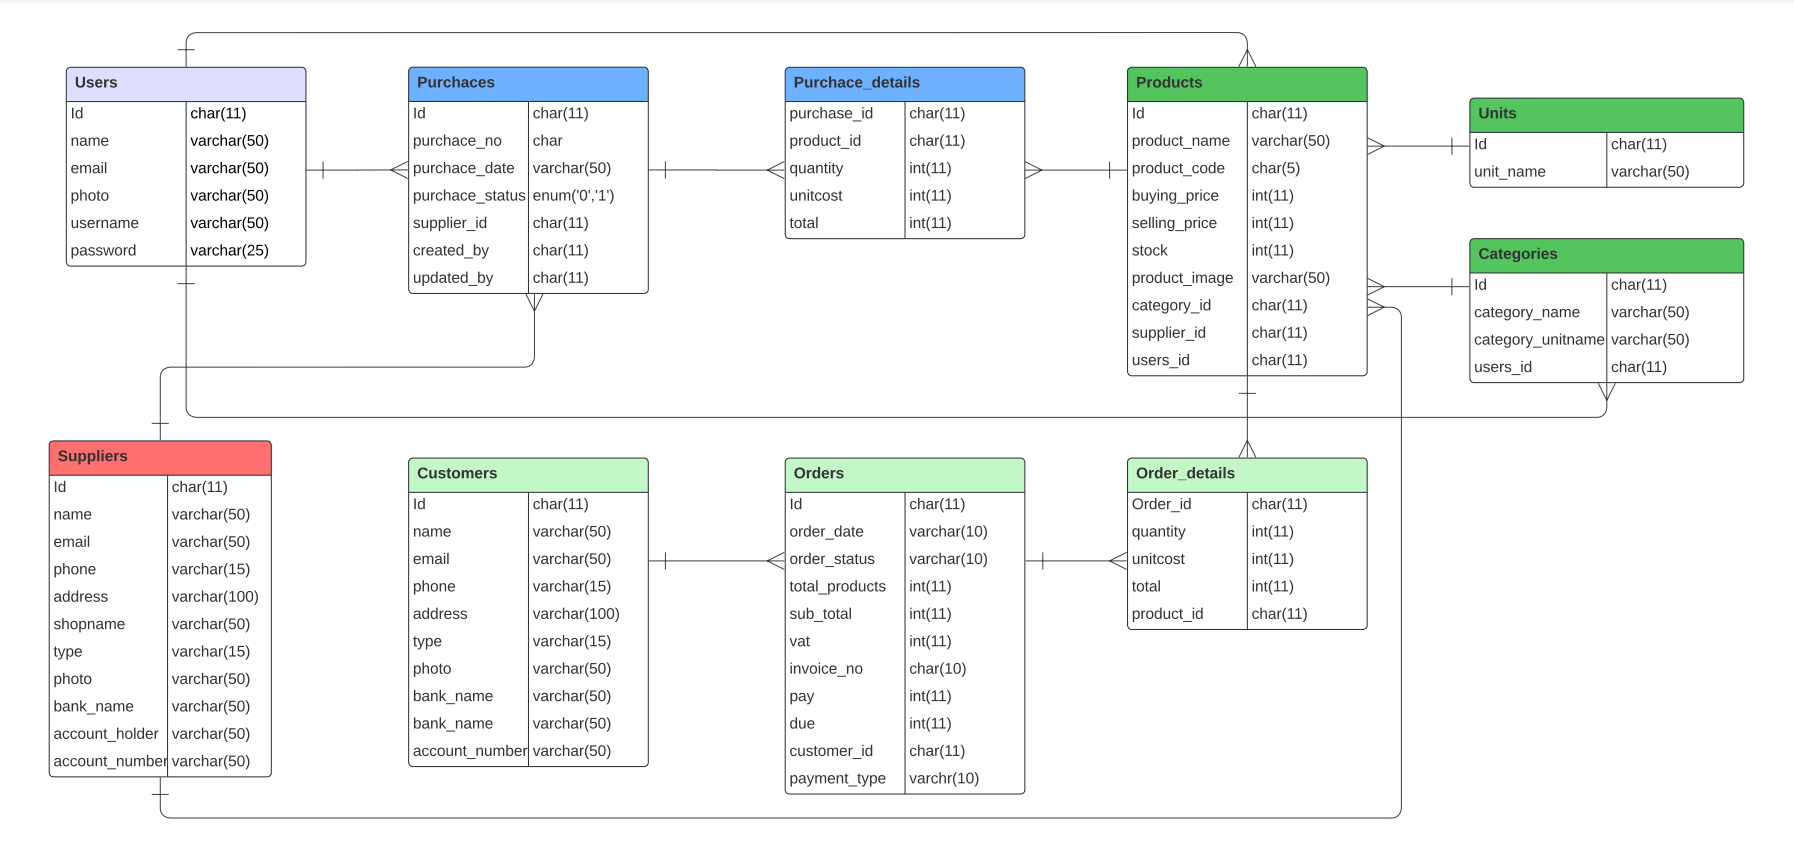 Users
Id char(11)
name varchar(50)
email varchar(50)
photo varchar(50)
username varchar(50)
password varchar(25)
Purchaces
Id char(11)
purchace_no char
purchace_date varchar(50)
purchace_status enum('0','1')
supplier_id char(11)
created_by char(11)
updated_by char(11)
Purchace_details
purchase_id char(11)
product_id char(11)
quantity int(11)
unitcost int(11)
total int(11)
Products
Id char(11)
product_name varchar(50)
product_code char(5)
buying_price int(11)
selling_price int(11)
stock int(11)
product_image varchar(50)
category_id char(11)
supplier_id char(11)
users_id char(11)
Units
Id char(11)
unit_name varchar(50)
Categories
Id char(11)
category_name varchar(50)
category_unitname varchar(50)
users_id char(11)
Suppliers
Id char(11)
name varchar(50)
email varchar(50)
phone varchar(15)
address varchar(100)
shopname varchar(50)
type varchar(15)
photo varchar(50)
bank_name varchar(50)
account_holder varchar(50)
account_number varchar(50)
Customers
Id char(11)
name varchar(50)
email varchar(50)
phone varchar(15)
address varchar(100)
type varchar(15)
photo varchar(50)
bank_name varchar(50)
bank_name varchar(50)
account_number varchar(50)
Orders
Id char(11)
order_date varchar(10)
order_status varchar(10)
total_products int(11)
sub_total int(11)
vat int(11)
invoice_no char(10)
pay int(11)
due int(11)
customer_id char(11)
payment_type varchr(10)
Order_details
Order_id char(11)
quantity int(11)
unitcost int(11)
total int(11)
product_id char(11)